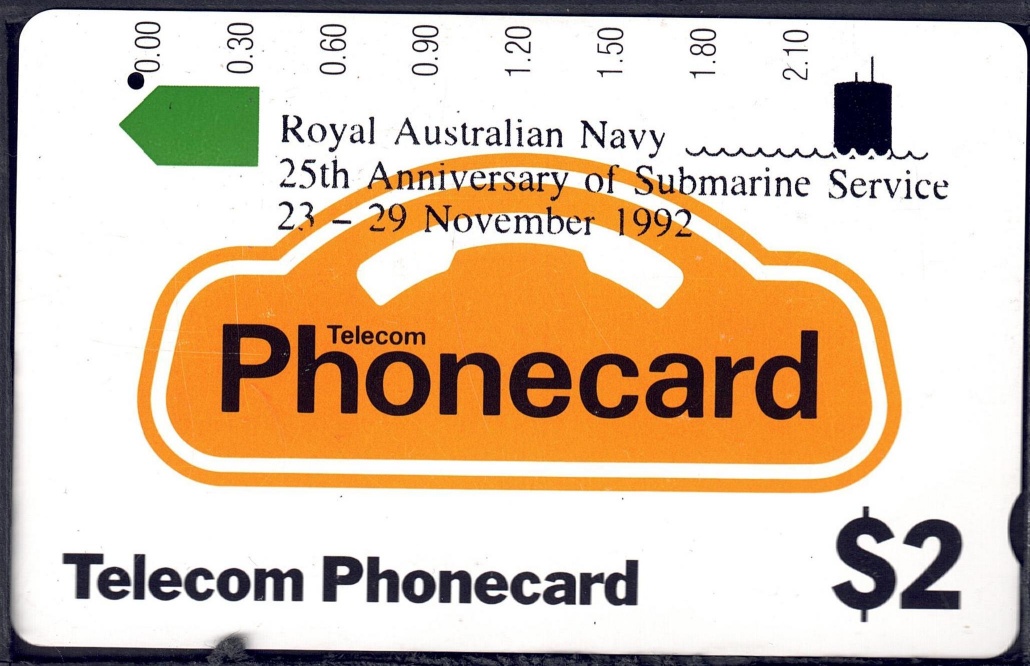 0.00 0.30 0.60 0.90 1.20 1.50 1.80 2.10
Royal Australian Navy
25th Anniversary of Submarine Service
23 – 29 November 1992
Telecom
Phonecard
$2
Telecom Phonecard